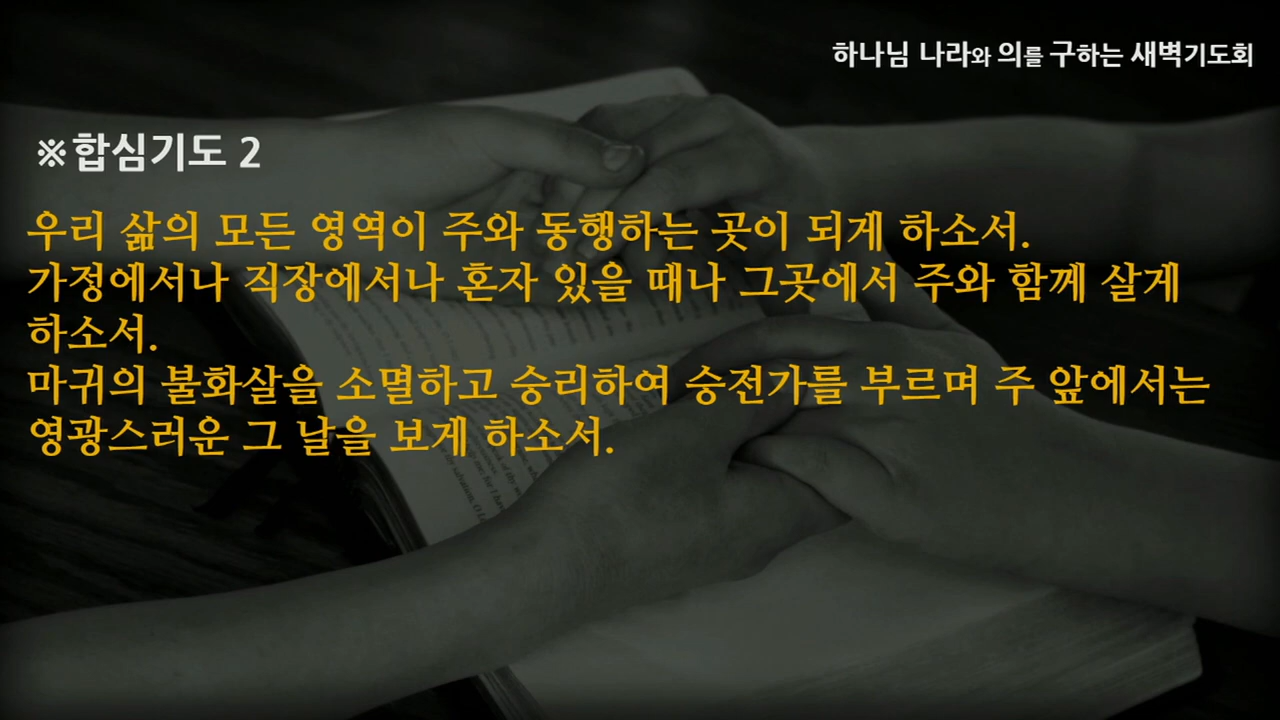 하나님 나라와 의를 구하는 새벽기도회
※합심기도 2
우리 삶의 모든 영역이 주와 동행하는 곳이 되게 하소서.
가정에서나 직장에서나 혼자 있을 때나 그곳에서 주와 함께 살게
하소서.
마귀의 불화살을 소멸하고 승리하여 승전가를 부르며 주 앞에서는
영광스러운 그 날을 보게 하소서.